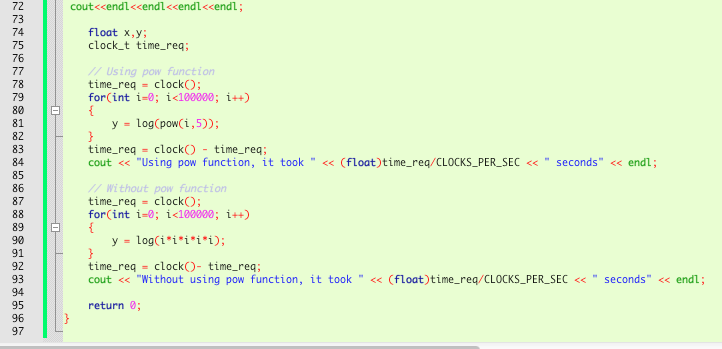 72 cout<<endl<<endl<<endl<<endl;
73
74 float x,y;
75 clock_t time_req;
76
77 // Using pow function
78 time_req = clock();
79 for(int i=0; i<100000; i++)
80 {
81 y = log(pow(i,5));
82 }
83 time_req = clock() - time_req;
84 cout << "Using pow function, it took " << (float)time_req/CLOCKS_PER_SEC << " seconds" << endl;
85
86 // Without pow function
87 time_req = clock();
88 for(int i=0; i<100000; i++)
89 {
90 y = log(i*i*i*i*i);
91 }
92 time_req = clock()- time_req;
93 cout << "Without using pow function, it took " << (float)time_req/CLOCKS_PER_SEC << " seconds" << endl;
94
95 return 0;
96 }
97